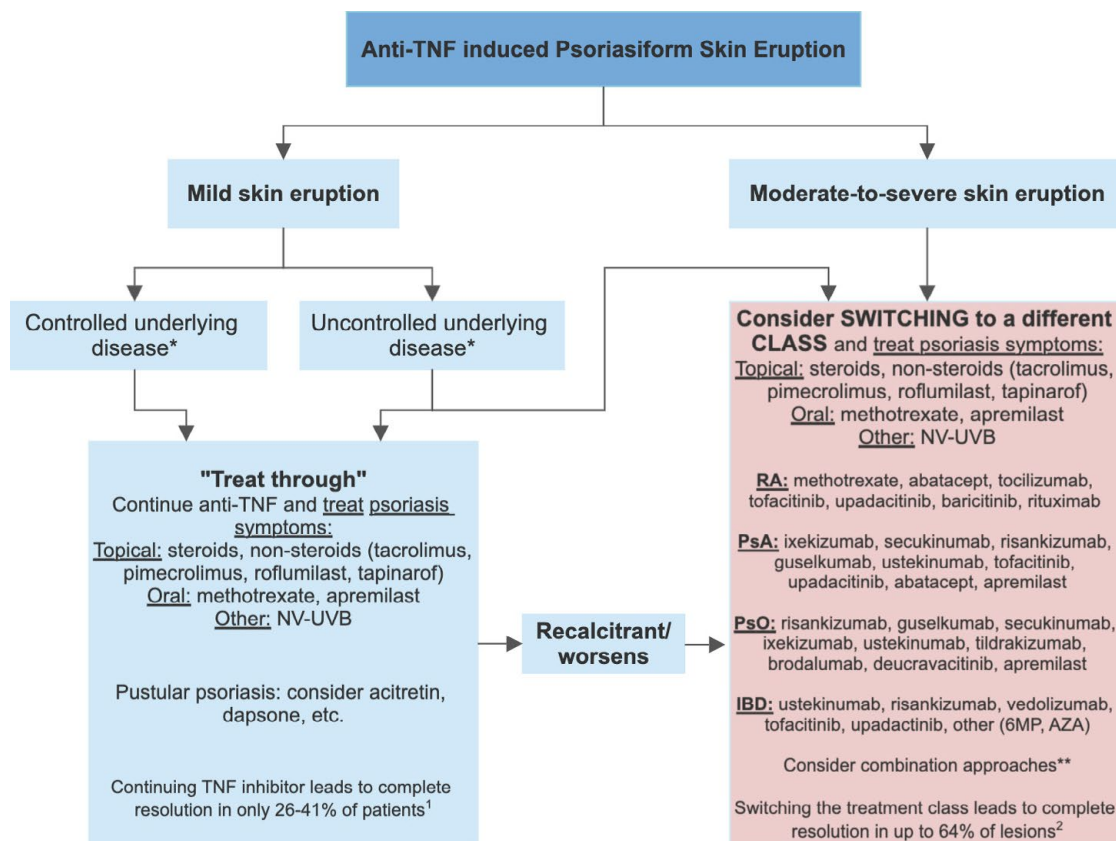 Anti-TNF induced Psoriasiform Skin Eruption
Mild skin eruption
Moderate-to-severe skin eruption
Controlled underlying
disease*
Uncontrolled underlying
disease*
"Treat through"
Continue anti-TNF and treat psoriasis
symptoms:
Topical: steroids, non-steroids (tacrolimus,
pimecrolimus, roflumilast, tapinarof)
Oral: methotrexate, apremilast
Other: NV-UVB
Pustular psoriasis: consider acitretin,
dapsone, etc.
Continuing TNF inhibitor leads to complete
resolution in only 26-41% of patients1
Recalcitrant/
worsens
Consider SWITCHING to a different
CLASS and treat psoriasis symptoms:
Topical: steroids, non-steroids (tacrolimus,
pimecrolimus, roflumilast, tapinarof)
Oral: methotrexate, apremilast
Other: NV-UVB
RA: methotrexate, abatacept, tocilizumab,
tofacitinib, upadacitinib, baricitinib, rituximab
PsA: ixekizumab, secukinumab, risankizumab,
guselkumab, ustekinumab, tofacitinib,
upadacitinib, abatacept, apremilast
PsO: risankizumab, guselkumab, secukinumab,
ixekizumab, ustekinumab, tildrakizumab,
brodalumab, deucravacitinib, apremilast
IBD: ustekinumab, risankizumab, vedolizumab,
tofacitinib, upadactinib, other (6MP, AZA)
Consider combination approaches**
Switching the treatment class leads to complete
resolution in up to 64% of lesions2